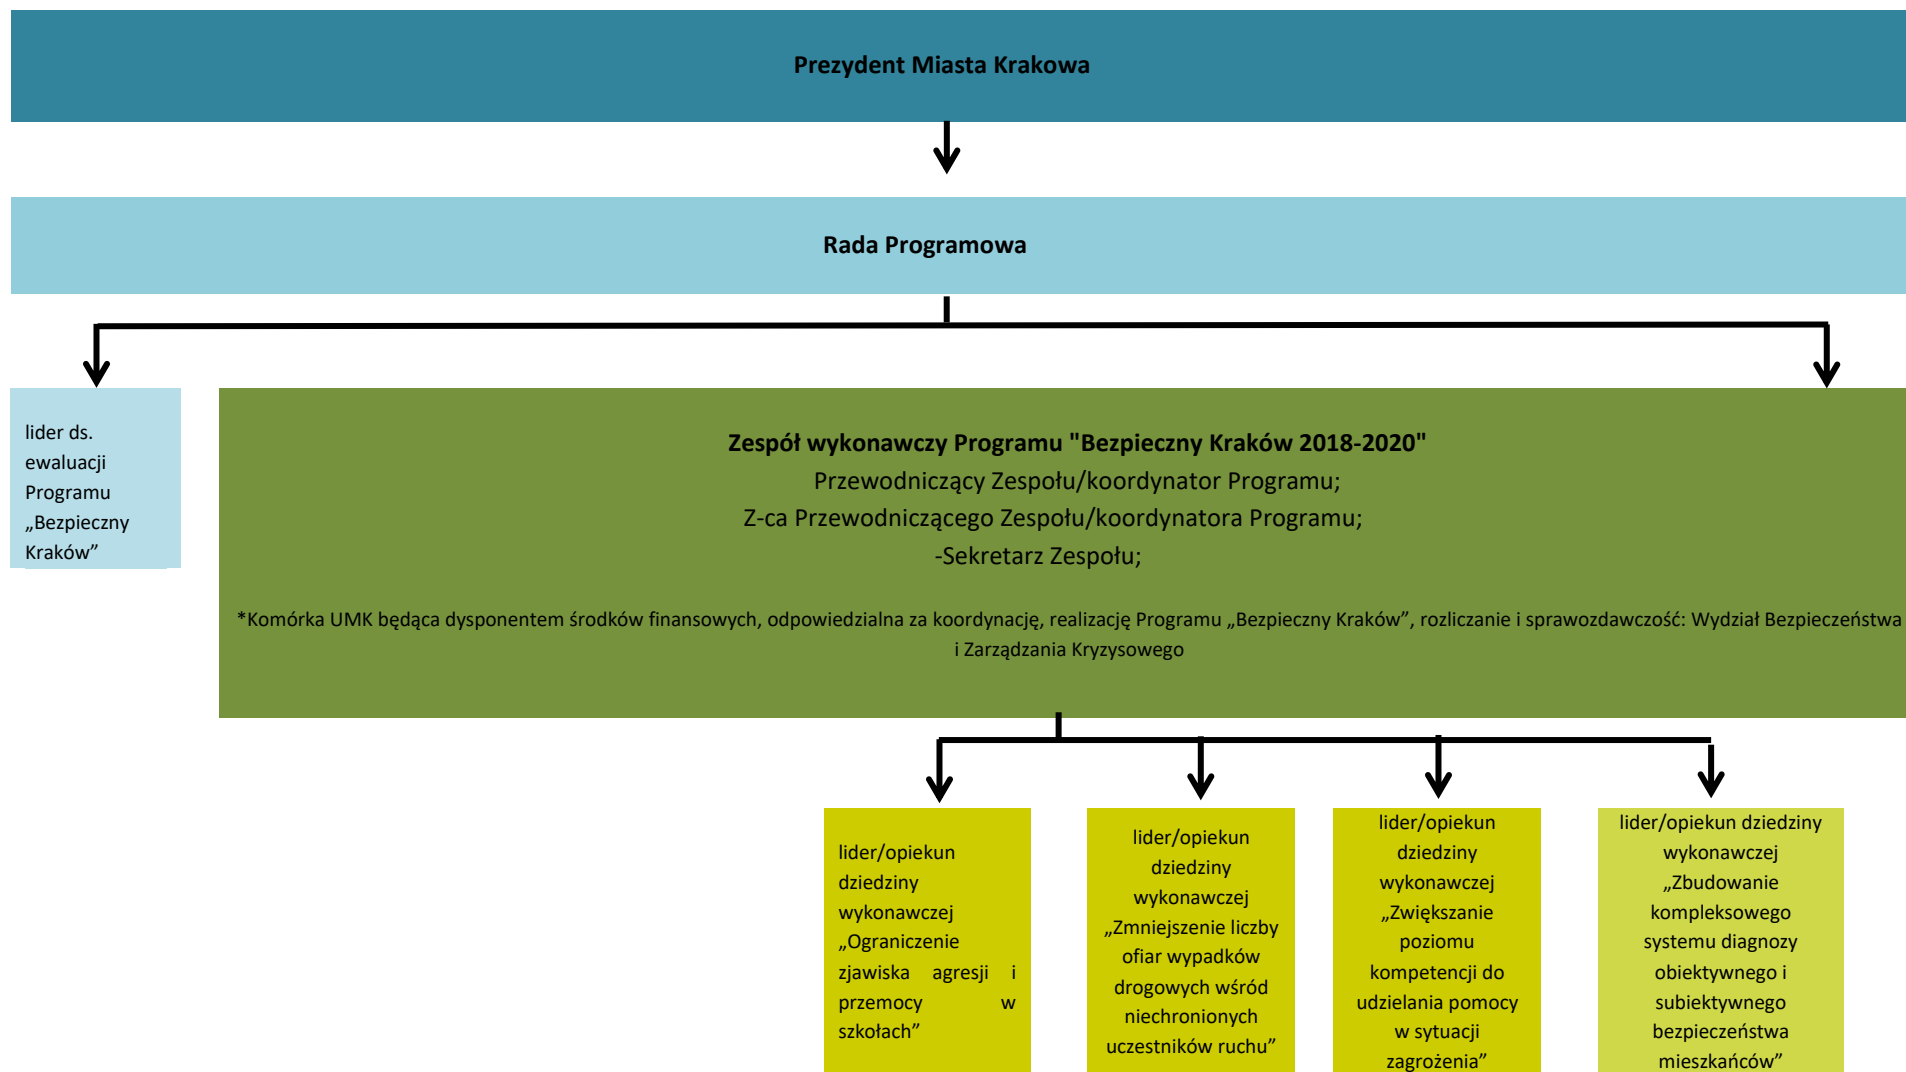 Prezydent Miasta Krakowa
Rada Programowa
lider ds.
ewaluacji
Programu
„Bezpieczny
Kraków”
Zespół wykonawczy Programu "Bezpieczny Kraków 2018-2020"
Przewodniczący Zespołu/koordynator Programu;
Z-ca Przewodniczącego Zespołu/koordynatora Programu;
-Sekretarz Zespołu;
*Komórka UMK będąca dysponentem środków finansowych, odpowiedzialna za koordynację, realizację Programu „Bezpieczny Kraków”, rozliczanie i sprawozdawczość: Wydział Bezpieczeństwa
i Zarządzania Kryzysowego
lider/opiekun
dziedziny
wykonawczej
„Ograniczenie
zjawiska agresji i
przemocy w
szkołach”
lider/opiekun
dziedziny
wykonawczej
„Zmniejszenie liczby
ofiar wypadków
drogowych wśród
niechronionych
uczestników ruchu”
lider/opiekun
dziedziny
wykonawczej
„Zwiększanie
poziomu
kompetencji do
udzielania pomocy
w sytuacji
zagrożenia”
lider/opiekun dziedziny
wykonawczej
„Zbudowanie
kompleksowego
systemu diagnozy
obiektywnego i
subiektywnego
bezpieczeństwa
mieszkańców”